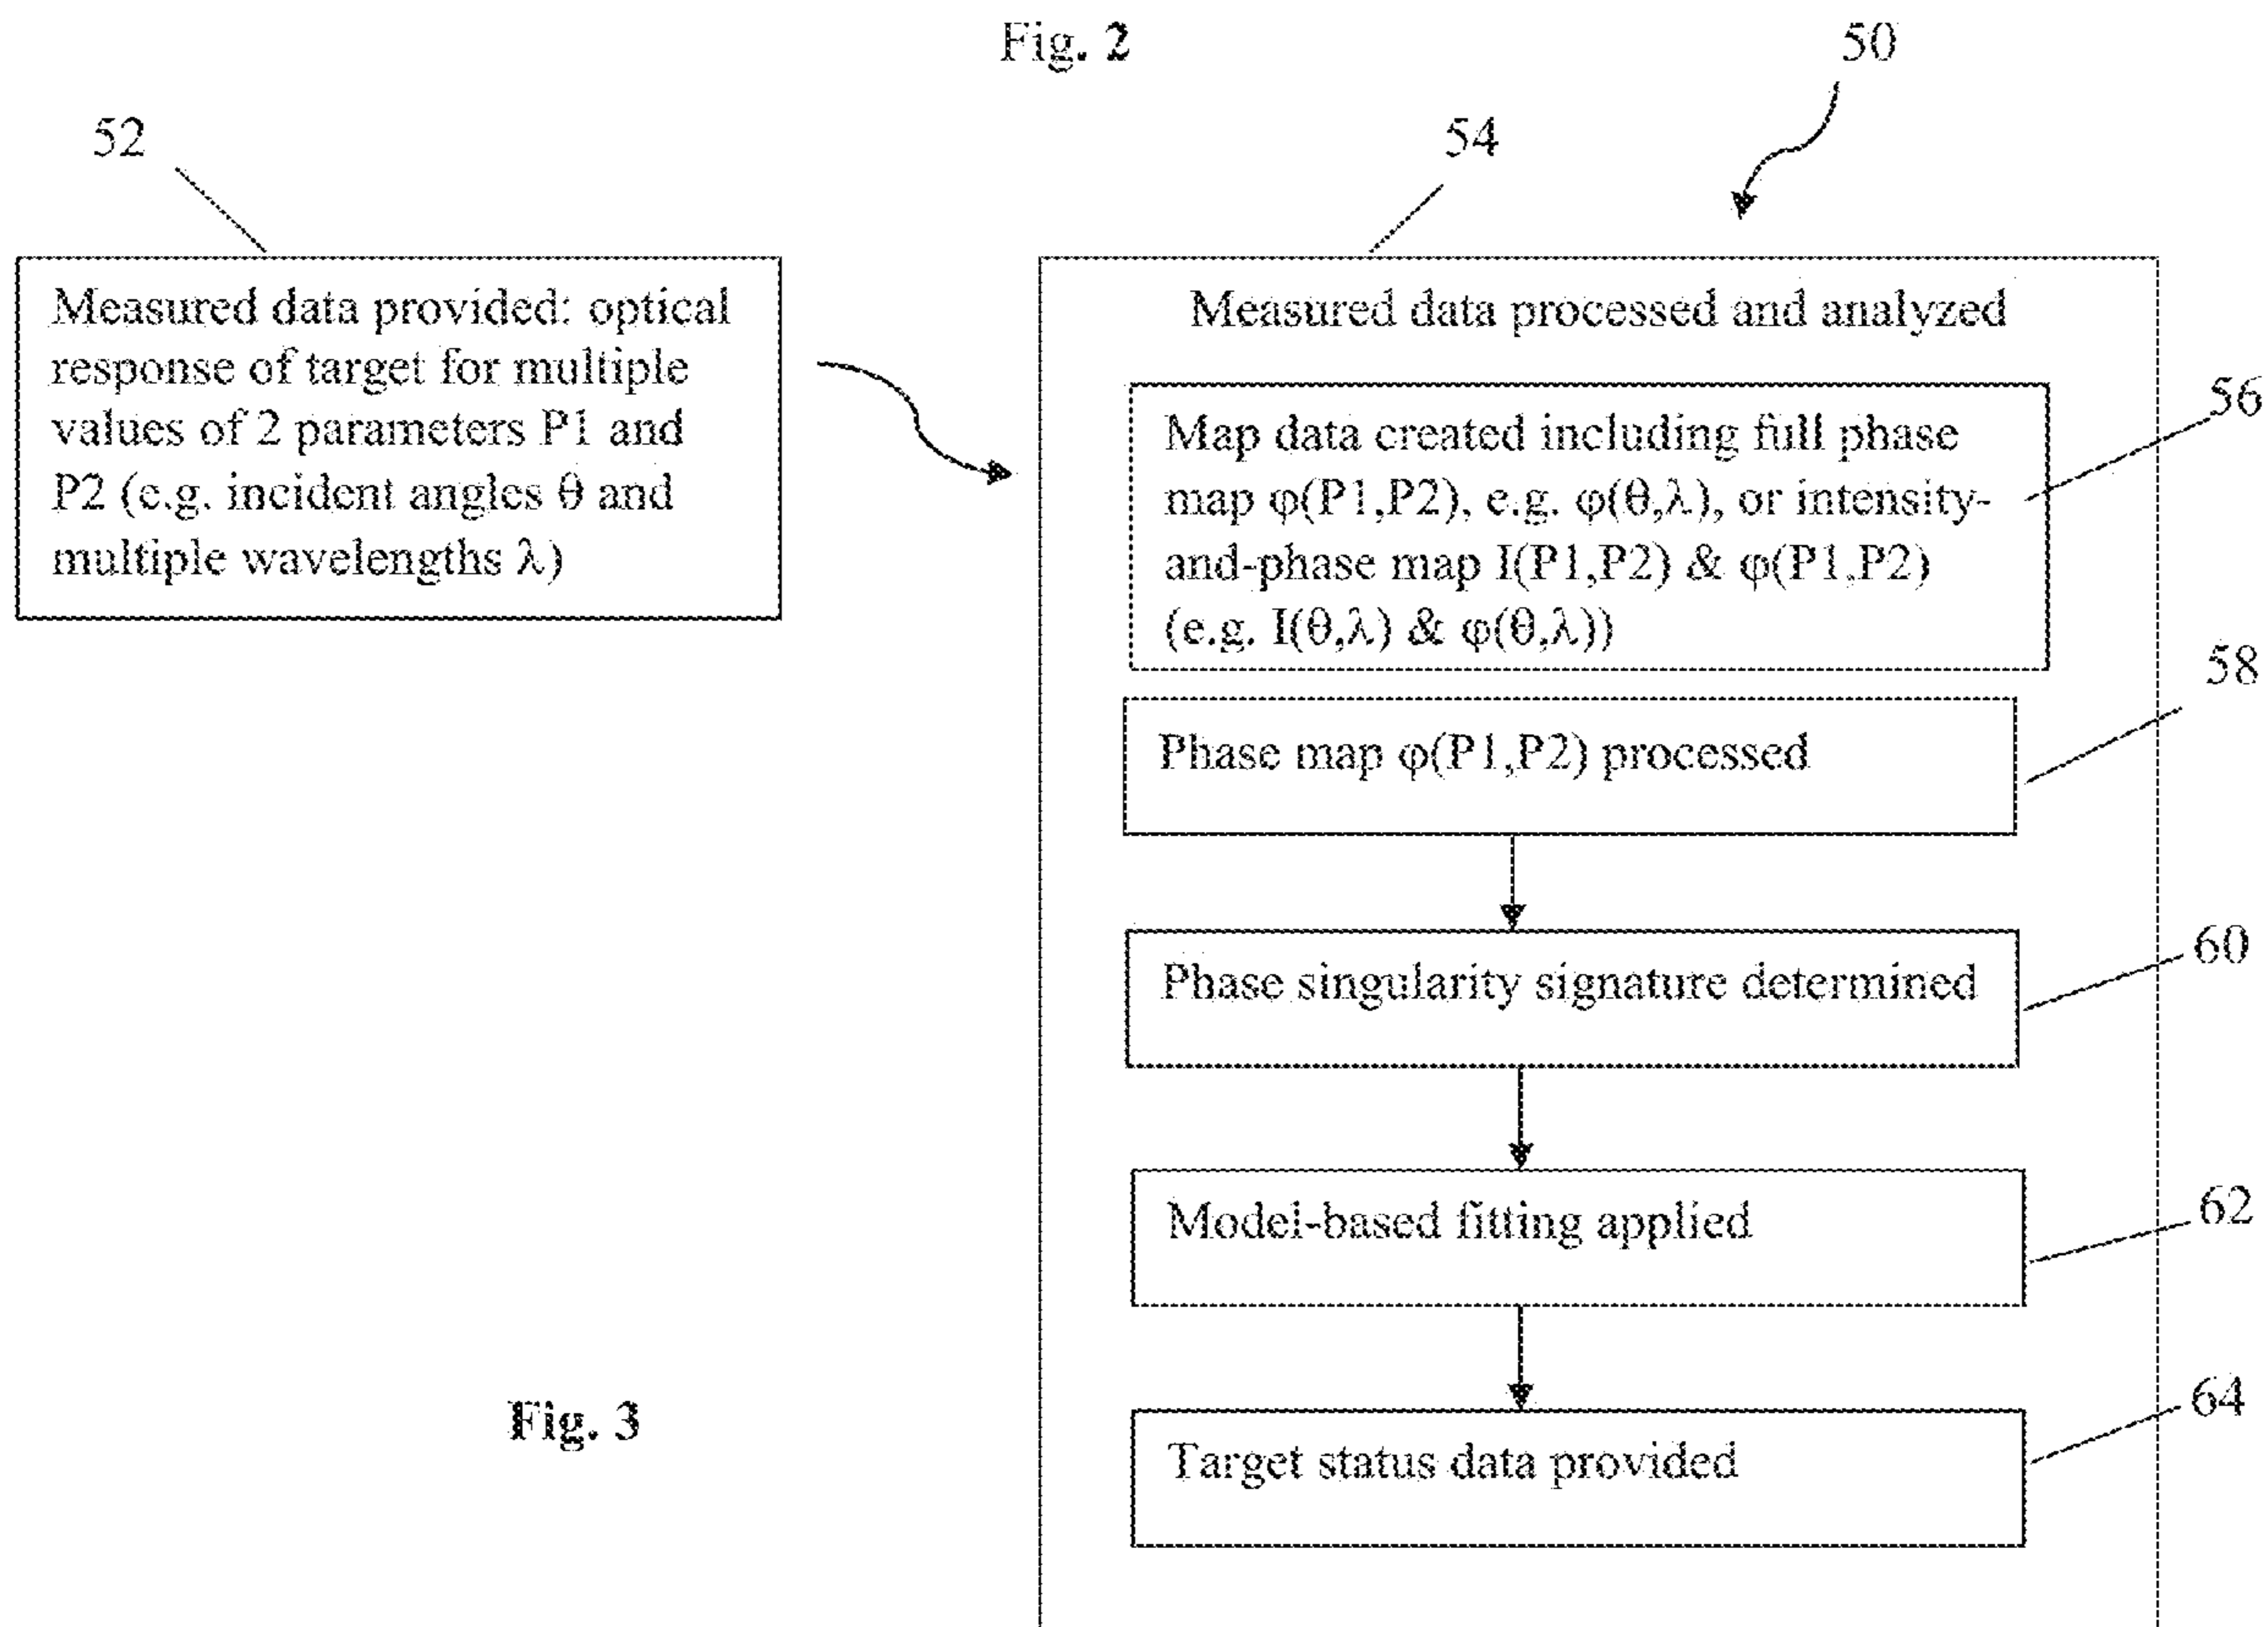 Fig. 2
50
52
54
Measured data provided: optical
response of target for multiple
values of 2 parameters P1 and
P2 (e.g. incident angles θ and
multiple wavelengths λ)
Measured data processed and analyzed
56
Map data created including full phase
map φ(P1,P2), e.g. φ(θ,λ), or intensity-
and-phase map I(P1,P2) & φ(P1,P2)
(e.g. I(θ,λ) & φ(θ,λ))
58
Phase map φ(P1,P2) processed
60
Phase singularity signature determined
62
Model-based fitting applied
64
Target status data provided
Fig. 3